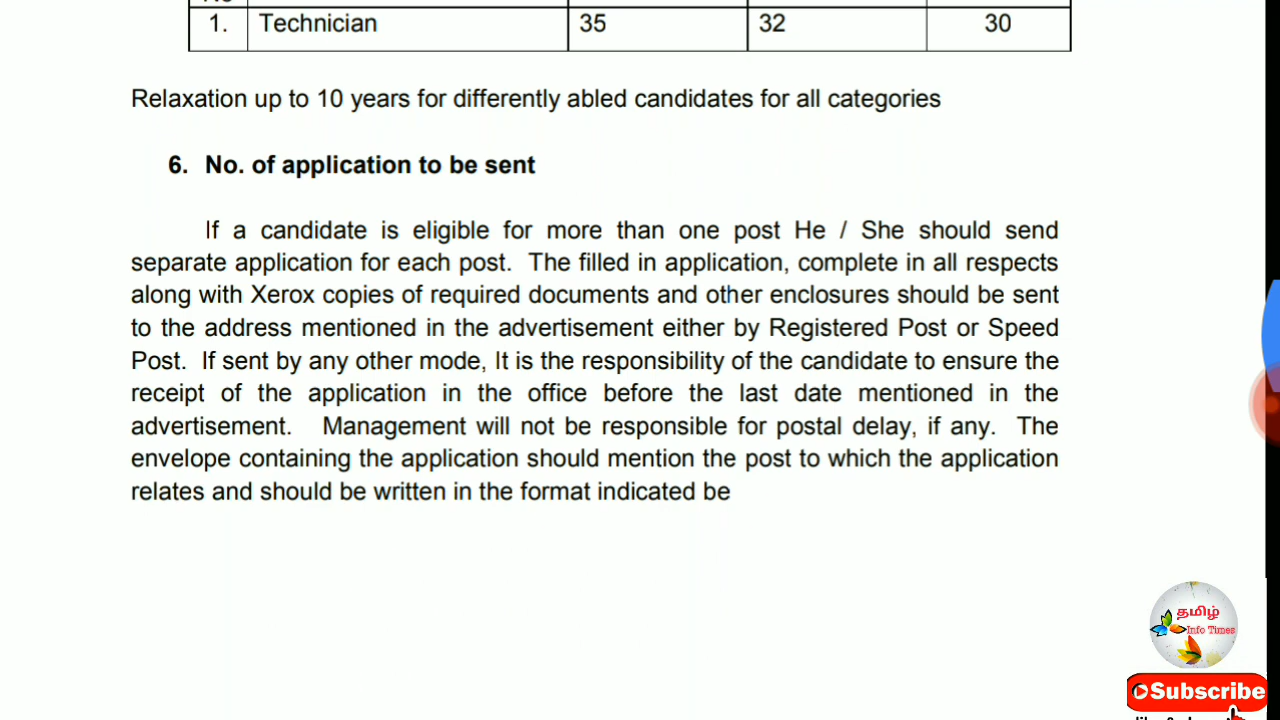 1. Technician 35 32 30
Relaxation up to 10 years for differently abled candidates for all categories
6. No. of application to be sent
If a candidate is eligible for more than one post He / She should send
separate application for each post. The filled in application, complete in all respects
along with Xerox copies of required documents and other enclosures should be sent
to the address mentioned in the advertisement either by Registered Post or Speed
Post. If sent by any other mode, It is the responsibility of the candidate to ensure the
receipt of the application in the office before the last date mentioned in the
advertisement. Management will not be responsible for postal delay, if any. The
envelope containing the application should mention the post to which the application
relates and should be written in the format indicated be
தமிழ்
Info Times
Subscribe